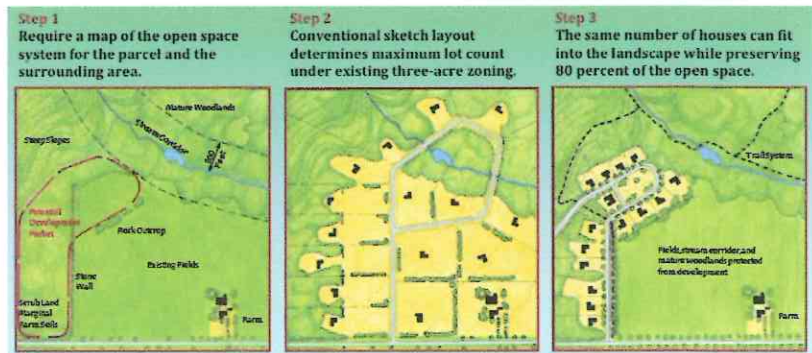 Step 1
Require a map of the open space
system for the parcel and the
surrounding area.
Mature Woodlands
Steep Slopes
Stream Corridor
Feet
Potential
Development
Pocket
Rock Outcrop
Existing Fields
Stone
Wall
Scrub Land
Marginal
Farm Soils
Farm
Step 2
Conventional sketch layout
determines maximum lot count
under existing three-acre zoning.
Step 3
The same number of houses can fit
into the landscape while preserving
80 percent of the open space.
Trail System
Fields, stream corridor, and
mature woodlands protected
from development
Farm